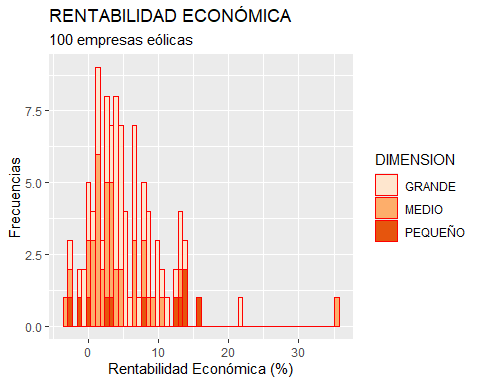 RENTABILIDAD ECONÓMICA
100 empresas eólicas
7.5
5.0
2.5
0.0
Frecuencias
0 10 20 30
Rentabilidad Económica (%)
DIMENSION
GRANDE
MEDIO
PEQUEÑO